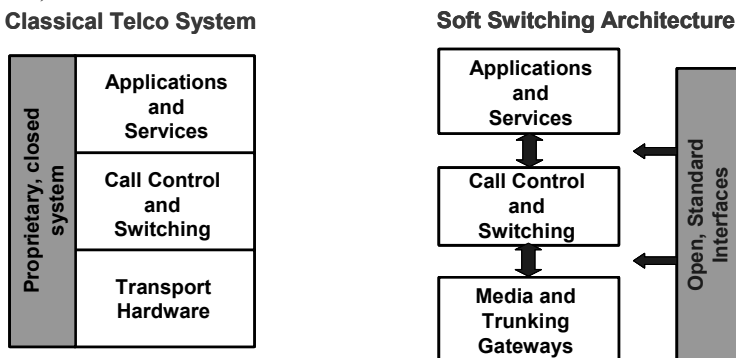 Classical Telco System
Proprietary, closed
system
Applications
and
Services
Call Control
and
Switching
Transport
Hardware
Soft Switching Architecture
Applications
and
Services
Call Control
and
Switching
Media and
Trunking
Gateways
Open, Standard
Interfaces